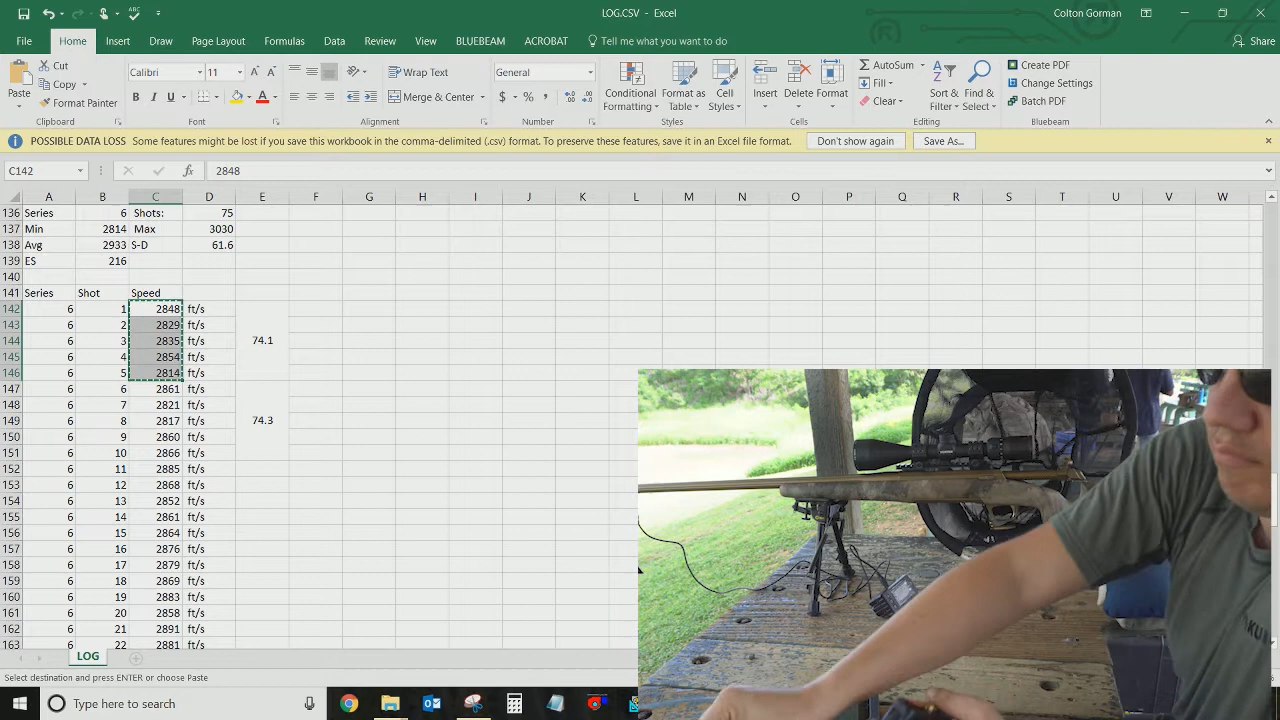 LOG.CSV - Excel
Colton Gorman
File Home Insert Draw Page Layout Formulas Data Review View BLUEBEAM ACROBAT Tell me what you want to do Share
Paste
Cut
Copy
Format Painter
Clipboard
Calibri 11
B I U
Font
Wrap Text
Merge & Center
Alignment
General
$ % ,
Number
Conditional Formatting
Format as Table
Cell Styles
Styles
Insert Delete Format
Cells
AutoSum
Fill
Clear
Sort & Filter
Find & Select
Editing
Create PDF
Change Settings
Batch PDF
Bluebeam
POSSIBLE DATA LOSS Some features might be lost if you save this workbook in the comma-delimited (.csv) format. To preserve these features, save it in an Excel file format. Don't show again Save As...
C142 fx 2848
A B C D E F G H I J K L M N O P Q R S T U V W
136 Series 6 Shots: 75
137 Min 2814 Max 3030
138 Avg 2933 S-D 61.6
139 ES 216
140
141 Series Shot Speed
142 6 1 2848 ft/s
143 6 2 2829 ft/s
144 6 3 2835 ft/s 74.1
145 6 4 2854 ft/s
146 6 5 2814 ft/s
147 6 6 2861 ft/s
148 6 7 2821 ft/s
149 6 8 2817 ft/s 74.3
150 6 9 2860 ft/s
151 6 10 2866 ft/s
152 6 11 2885 ft/s
153 6 12 2868 ft/s
154 6 13 2852 ft/s
155 6 14 2861 ft/s
156 6 15 2864 ft/s
157 6 16 2876 ft/s
158 6 17 2879 ft/s
159 6 18 2869 ft/s
160 6 19 2883 ft/s
161 6 20 2858 ft/s
162 6 21 2891 ft/s
163 6 22 2881 ft/s
LOG
Select destination and press ENTER or choose Paste
Type here to search